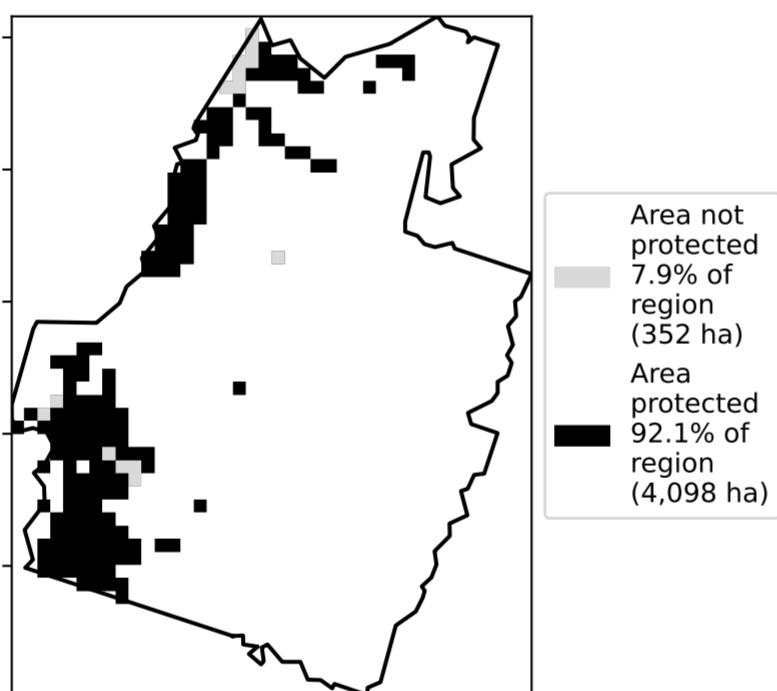 Area not
protected
7.9% of
region
(352 ha)
Area
protected
92.1% of
region
(4,098 ha)